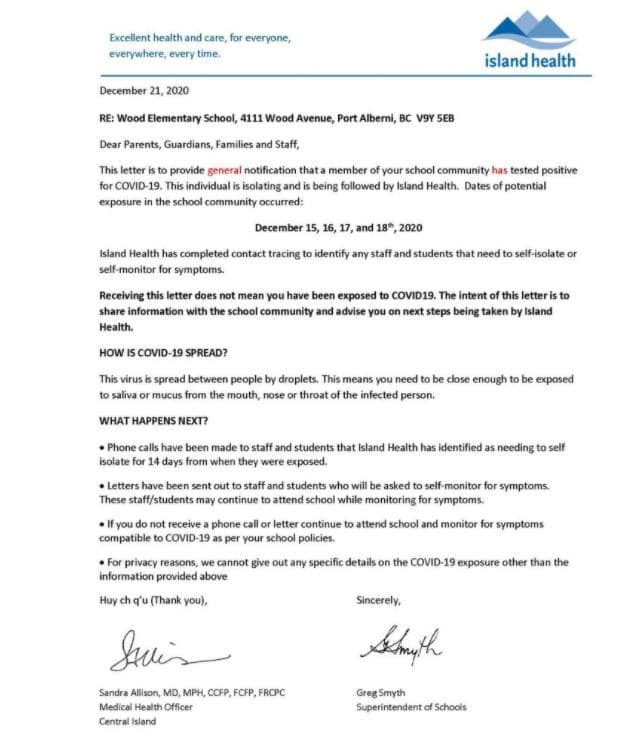 Excellent health and care, for everyone,
everywhere, every time.
island health
December 21, 2020
RE: Wood Elementary School, 4111 Wood Avenue, Port Alberni, BC V9Y 5EB
Dear Parents, Guardians, Families and Staff,
This letter is to provide general notification that a member of your school community has tested positive
for COVID-19. This individual is isolating and is being followed by Island Health. Dates of potential
exposure in the school community occurred:
December 15, 16, 17, and 18th, 2020
Island Health has completed contact tracing to identify any staff and students that need to self-isolate or
self-monitor for symptoms.
Receiving this letter does not mean you have been exposed to COVID19. The intent of this letter is to
share information with the school community and advise you on next steps being taken by Island
Health.
HOW IS COVID-19 SPREAD?
This virus is spread between people by droplets. This means you need to be close enough to be exposed
to saliva or mucus from the mouth, nose or throat of the infected person.
WHAT HAPPENS NEXT?
• Phone calls have been made to staff and students that Island Health has identified as needing to self
isolate for 14 days from when they were exposed.
• Letters have been sent out to staff and students who will be asked to self-monitor for symptoms.
These staff/students may continue to attend school while monitoring for symptoms.
• If you do not receive a phone call or letter continue to attend school and monitor for symptoms
compatible to COVID-19 as per your school policies.
• For privacy reasons, we cannot give out any specific details on the COVID-19 exposure other than the
information provided above
Huy ch q'u (Thank you),
Sincerely,
Sandra Allison, MD, MPH, CCFP, FCFP, FRCPC
Medical Health Officer
Central Island
Greg Smyth
Superintendent of Schools